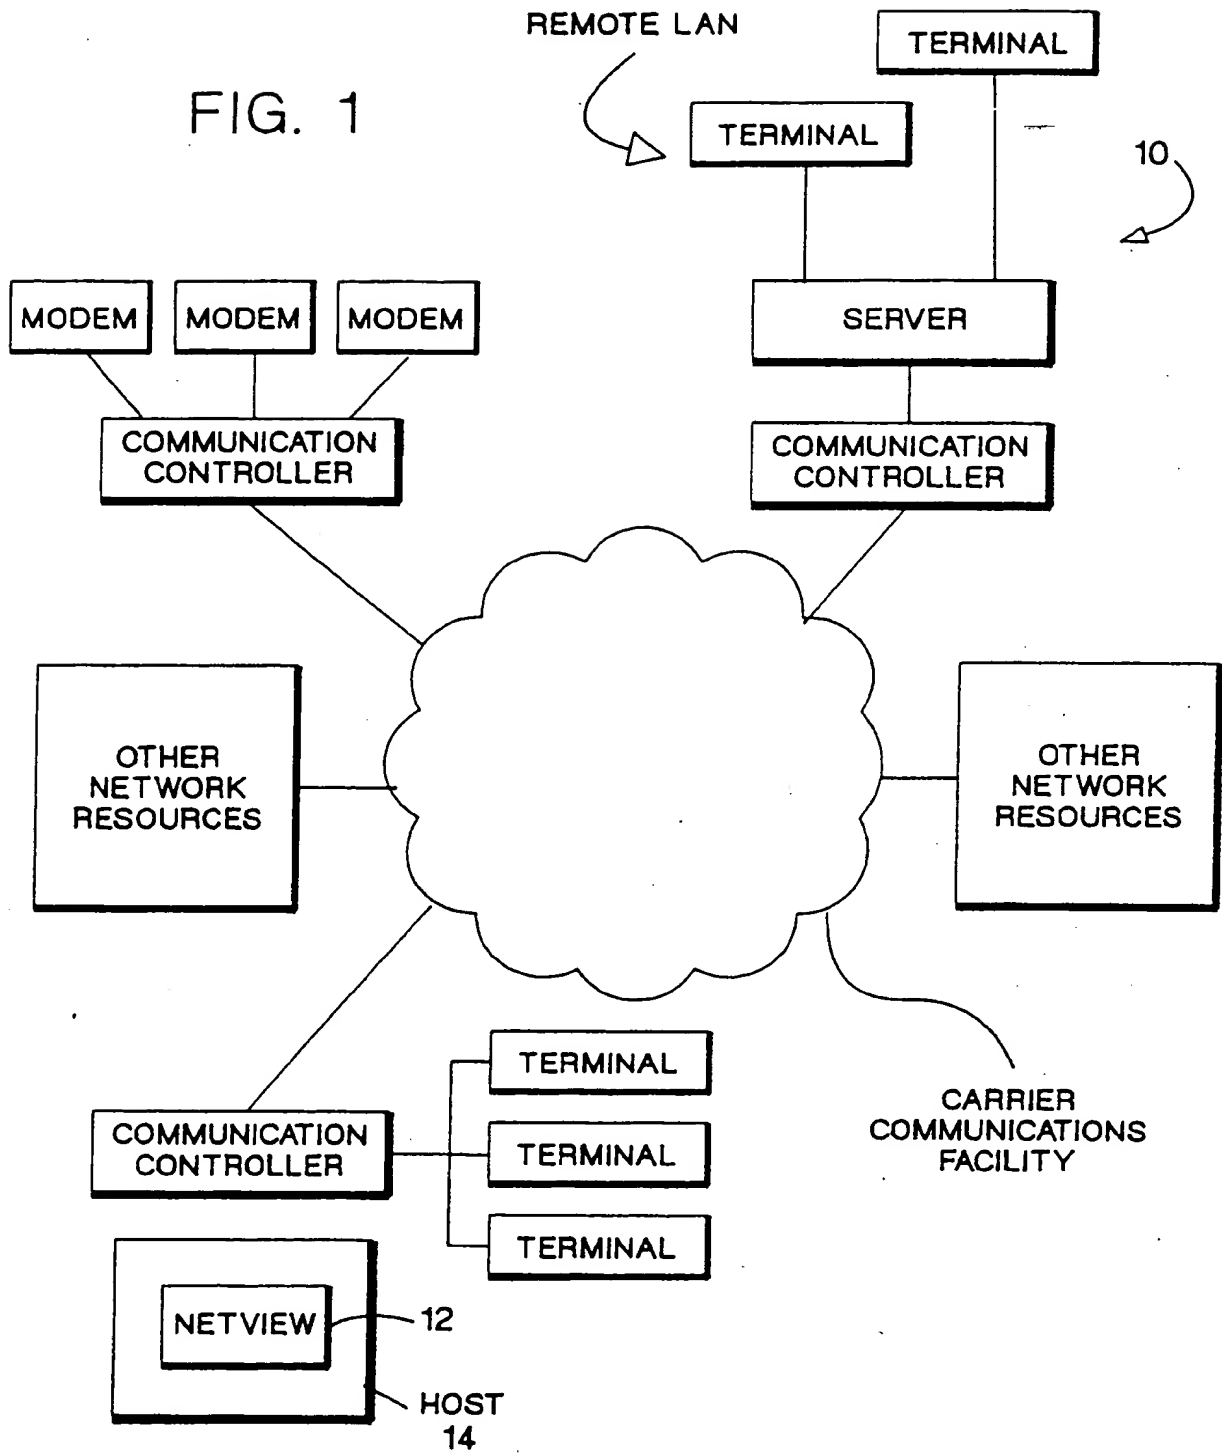 REMOTE LAN
TERMINAL
FIG. 1
TERMINAL
10
MODEM
MODEM
MODEM
SERVER
COMMUNICATION
CONTROLLER
COMMUNICATION
CONTROLLER
OTHER
NETWORK
RESOURCES
OTHER
NETWORK
RESOURCES
TERMINAL
CARRIER
COMMUNICATIONS
FACILITY
COMMUNICATION
CONTROLLER
TERMINAL
TERMINAL
NETVIEW
12
HOST
14